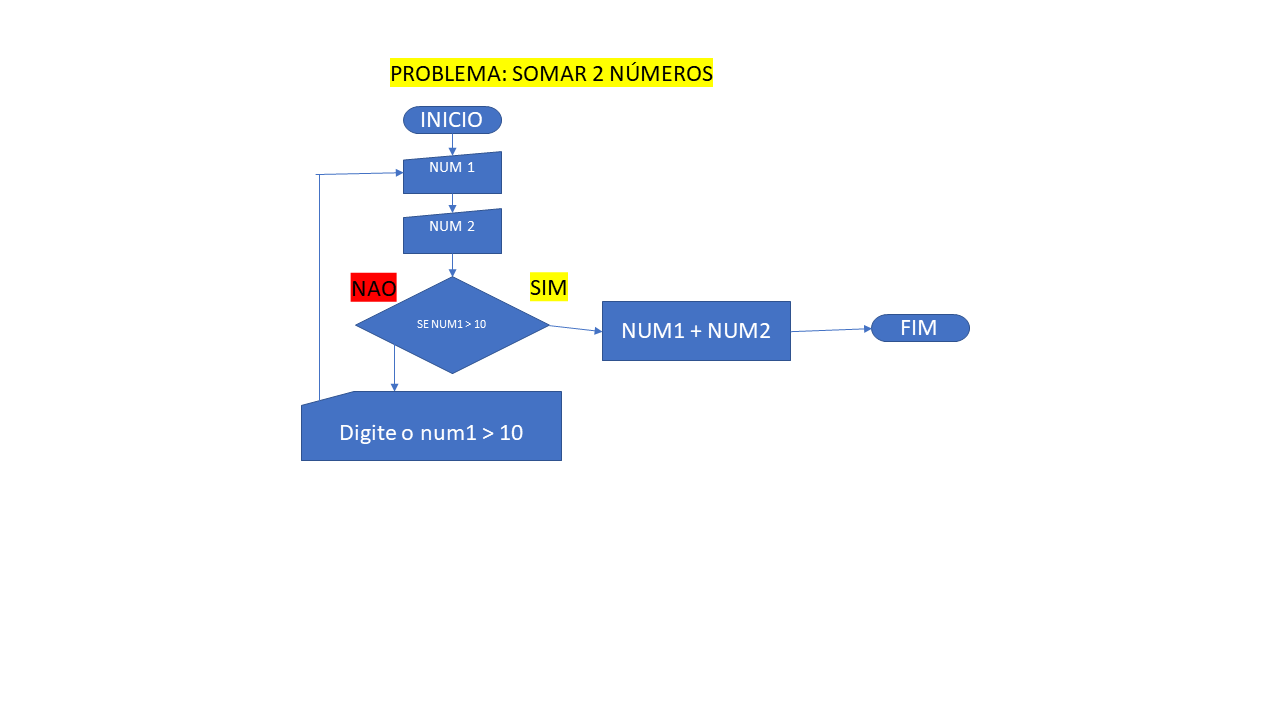 PROBLEMA: SOMAR 2 NÚMEROS
INICIO
NUM 1
NUM 2
NAO
SIM
SE NUM1 > 10
NUM1 + NUM2
FIM
Digite o num1 > 10